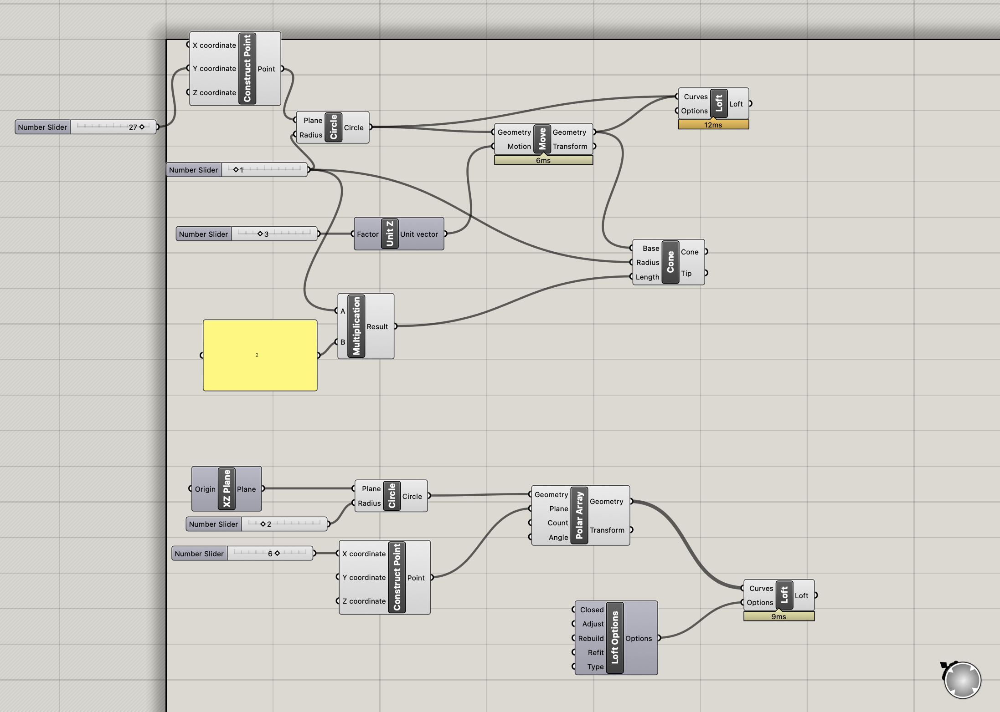 X coordinate
Y coordinate
Z coordinate
Construct Point
Point
Number Slider
27
Plane
Radius
Circle
Circle
Number Slider
1
Geometry
Motion
Move
Geometry
Transform
6ms
Curves
Options
Loft
Loft
12ms
Number Slider
3
Factor
Unit Z
Unit vector
Base
Radius
Length
Cone
Cone
Tip
A
B
Multiplication
Result
2
Origin
XZ Plane
Plane
Plane
Radius
Circle
Circle
Number Slider
2
Geometry
Plane
Count
Angle
Polar Array
Geometry
Transform
Number Slider
6
X coordinate
Y coordinate
Z coordinate
Construct Point
Point
Closed
Adjust
Rebuild
Refit
Type
Loft Options
Options
Curves
Options
Loft
Loft
9ms